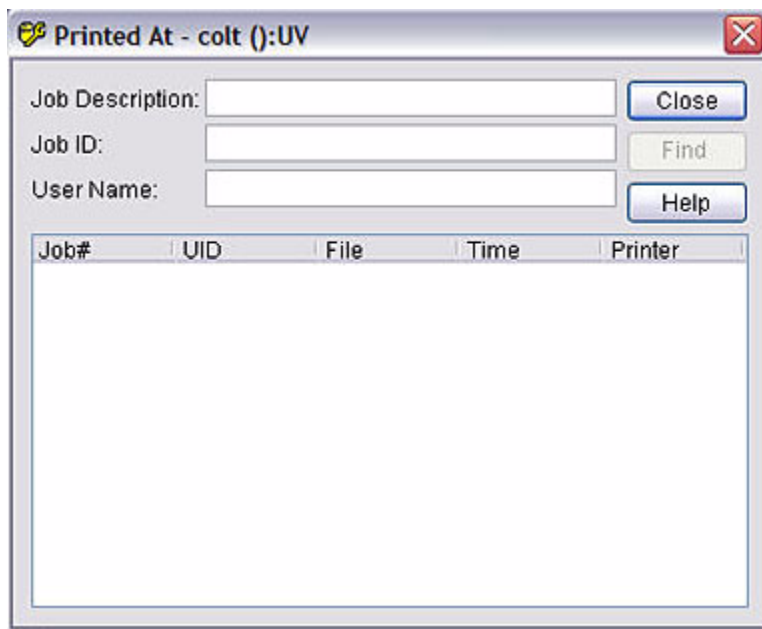 Printed At - colt ():UV
Job Description:
Close
Job ID:
Find
User Name:
Help
Job# UID File Time Printer